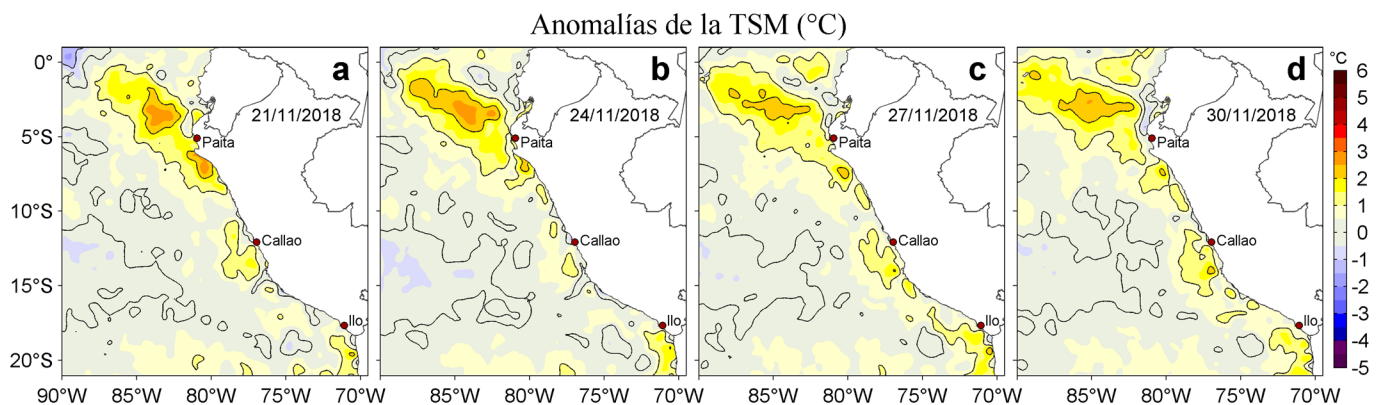 Anomalías de la TSM (°C)
a
b
c
d
21/11/2018
24/11/2018
27/11/2018
30/11/2018
Paita
Callao
Ilo
Paita
Callao
Ilo
Paita
Callao
Ilo
Paita
Callao
Ilo
0°
5°S
10°S
15°S
20°S
90°W 85°W 80°W 75°W 70°W
85°W 80°W 75°W 70°W
85°W 80°W 75°W 70°W
85°W 80°W 75°W 70°W
°C
6
5
4
3
2
1
0
-1
-2
-3
-4
-5